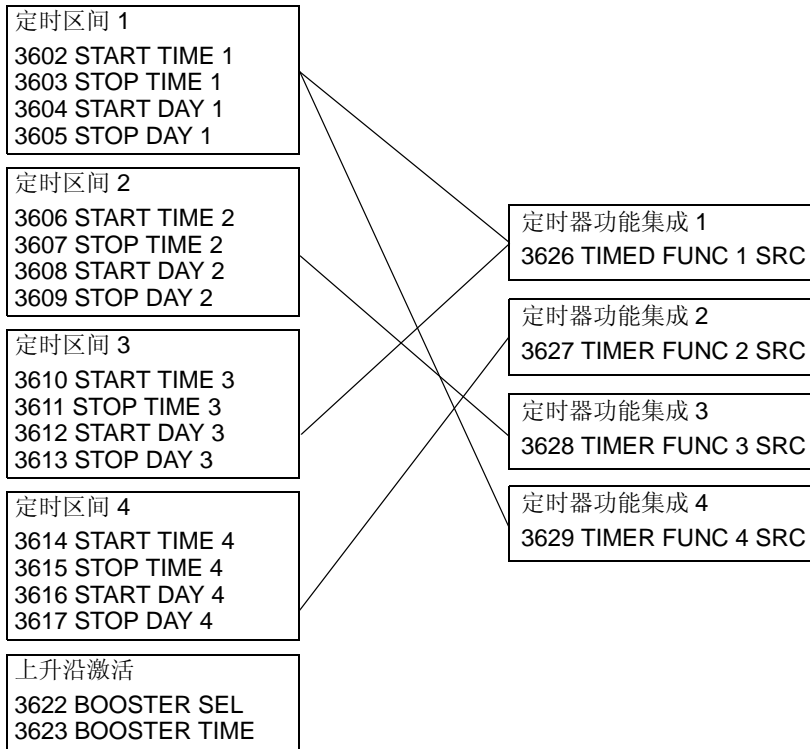 定时区间 1
3602 START TIME 1
3603 STOP TIME 1
3604 START DAY 1
3605 STOP DAY 1
定时区间 2
3606 START TIME 2
3607 STOP TIME 2
3608 START DAY 2
3609 STOP DAY 2
定时区间 3
3610 START TIME 3
3611 STOP TIME 3
3612 START DAY 3
3613 STOP DAY 3
定时区间 4
3614 START TIME 4
3615 STOP TIME 4
3616 START DAY 4
3617 STOP DAY 4
上升沿激活
3622 BOOSTER SEL
3623 BOOSTER TIME
定时器功能集成 1
3626 TIMED FUNC 1 SRC
定时器功能集成 2
3627 TIMER FUNC 2 SRC
定时器功能集成 3
3628 TIMER FUNC 3 SRC
定时器功能集成 4
3629 TIMER FUNC 4 SRC